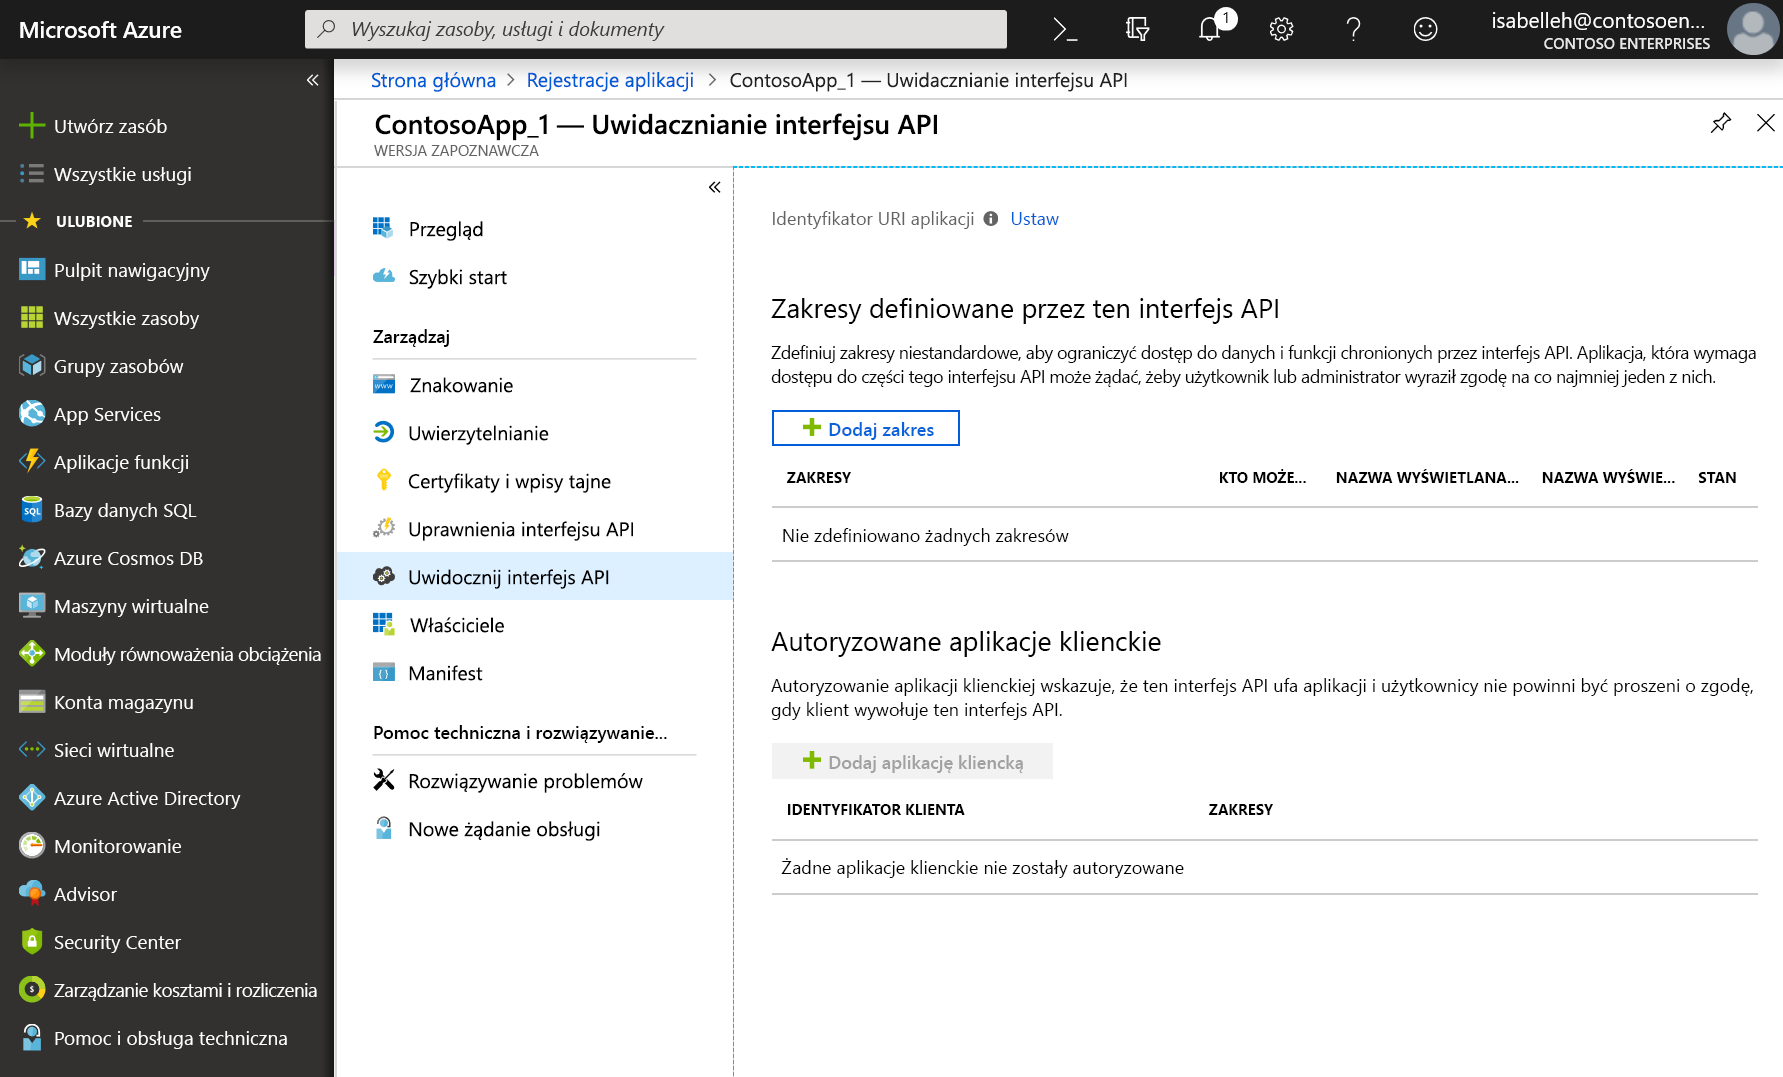 Microsoft Azure
Wyszukaj zasoby, usługi i dokumenty
1
isabelleh@contosoen...
CONTOSO ENTERPRISES
Utwórz zasób
Wszystkie usługi
ULUBIONE
Pulpit nawigacyjny
Wszystkie zasoby
Grupy zasobów
App Services
Aplikacje funkcji
Bazy danych SQL
Azure Cosmos DB
Maszyny wirtualne
Moduły równoważenia obciążenia
Konta magazynu
Sieci wirtualne
Azure Active Directory
Monitorowanie
Advisor
Security Center
Zarządzanie kosztami i rozliczenia
Pomoc i obsługa techniczna
Strona główna > Rejestracje aplikacji > ContosoApp_1 — Uwidacznianie interfejsu API
ContosoApp_1 — Uwidacznianie interfejsu API
WERSJA ZAPOZNAWCZA
Przegląd
Szybki start
Zarządzaj
Znakowanie
Uwierzytelnianie
Certyfikaty i wpisy tajne
Uprawnienia interfejsu API
Uwidocznij interfejs API
Właściciele
Manifest
Pomoc techniczna i rozwiązywanie...
Rozwiązywanie problemów
Nowe żądanie obsługi
Identyfikator URI aplikacji Ustaw
Zakresy definiowane przez ten interfejs API
Zdefiniuj zakresy niestandardowe, aby ograniczyć dostęp do danych i funkcji chronionych przez interfejs API. Aplikacja, która wymaga
dostępu do części tego interfejsu API może żądać, żeby użytkownik lub administrator wyraził zgodę na co najmniej jeden z nich.
Dodaj zakres
ZAKRESY KTO MOŻE... NAZWA WYŚWIETLANA... NAZWA WYŚWIE... STAN
Nie zdefiniowano żadnych zakresów
Autoryzowane aplikacje klienckie
Autoryzowanie aplikacji klienckiej wskazuje, że ten interfejs API ufa aplikacji i użytkownicy nie powinni być proszeni o zgodę,
gdy klient wywołuje ten interfejs API.
Dodaj aplikację kliencką
IDENTYFIKATOR KLIENTA ZAKRESY
Żadne aplikacje klienckie nie zostały autoryzowane